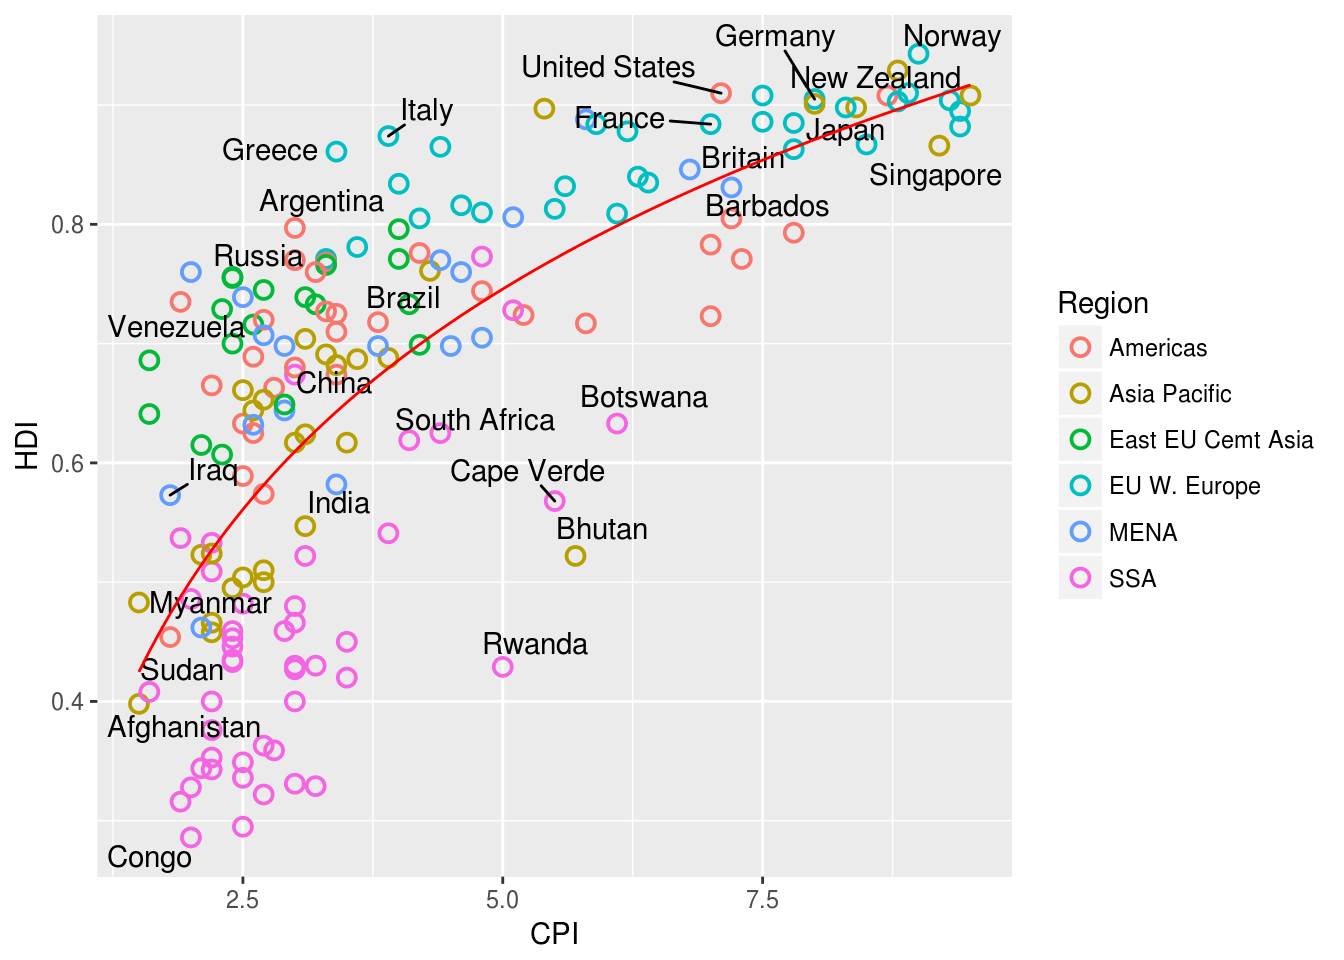 Norway
Germany
United States
New Zealand
Italy
France
Japan
Greece
Britain
Singapore
Argentina
Barbados
0.8
Russia
Brazil
Region
Venezuela
Americas
China
Asia Pacific
Botswana
South Africa
East EU Cemt Asia
HDI
0.6
Iraq
Cape Verde
EU W. Europe
India
Bhutan
MENA
SSA
Myanmar
Rwanda
Sudan
0.4
Afghanistan
Congo
2.5
5.0
7.5
CPI